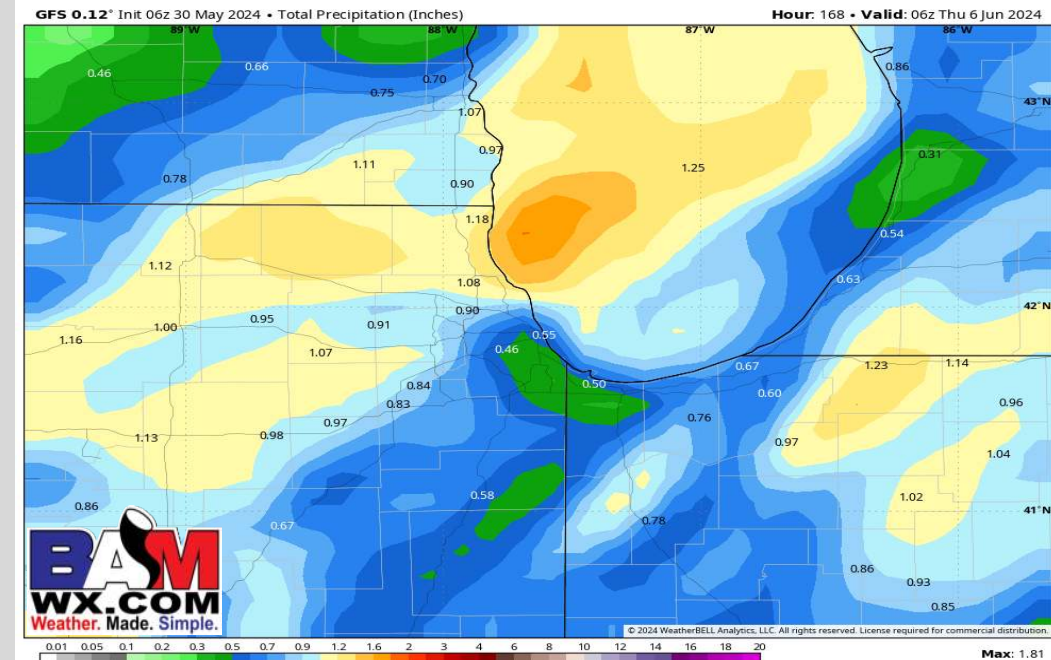 GFS 0.12° Init 06z 30 May 2024 • Total Precipitation (Inches)
Hour: 168 • Valid: 06z Thu 6 Jun 2024
89°W 88°W 87°W 86°W
0.46 0.66 0.70 0.75 0.86
43°N
1.07
0.97 0.31
1.11 1.25
0.78 0.90
1.18
0.54
1.12
1.08 0.63
42°N
0.90
0.95 0.91
1.00 0.55
1.16
1.07 0.46
0.67 1.23 1.14
0.84 0.50 0.60
0.83 0.96
0.97 0.76
1.13 0.98 0.97
1.04
0.58 1.02
0.86 41°N
0.67 0.78
0.86
0.93
0.85
BAM
WX.COM
Weather. Made. Simple.
© 2024 WeatherBELL Analytics, LLC. All rights reserved. License required for commercial distribution.
0.01 0.05 0.1 0.2 0.3 0.5 0.7 0.9 1.2 1.6 2 3 4 6 8 10 12 14 16 18 20
Max: 1.81